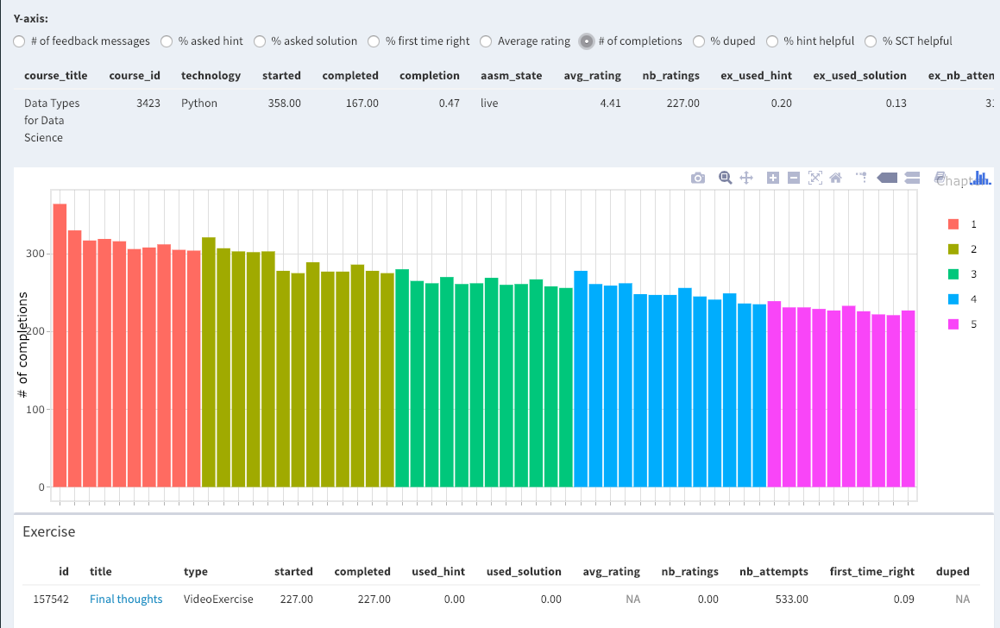 Y-axis:
# of feedback messages % asked hint % asked solution % first time right Average rating # of completions % duped % hint helpful % SCT helpful
course_title course_id technology started completed completion aasm_state avg_rating nb_ratings ex_used_hint ex_used_solution ex_nb_atten
Data Types 3423 Python 358.00 167.00 0.47 live 4.41 227.00 0.20 0.13
for Data
Science
Chapt
300
200
100
0
# of completions
1
2
3
4
5
Exercise
id title type started completed used_hint used_solution avg_rating nb_ratings nb_attempts first_time_right duped
157542 Final thoughts VideoExercise 227.00 227.00 0.00 0.00 NA 0.00 533.00 0.09 NA